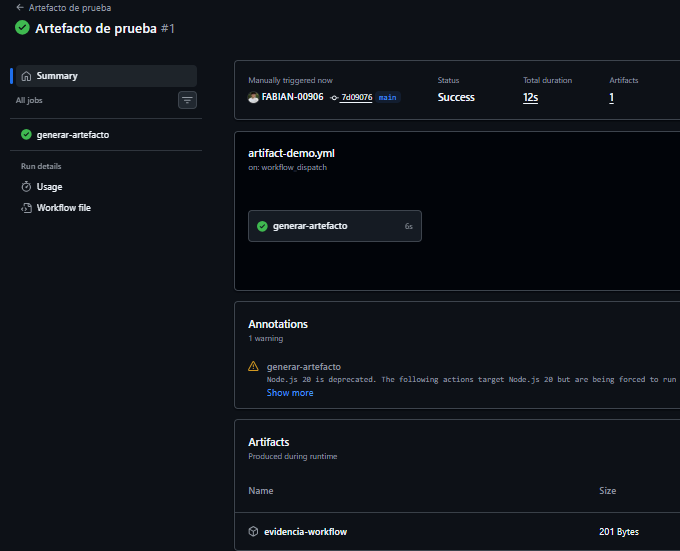 Artefacto de prueba
Artefacto de prueba #1
Summary
All jobs
generar-artefacto
Run details
Usage
Workflow file
Manually triggered now
FABIAN-00906 7d09076 main
Status
Success
Total duration
12s
Artifacts
1
artifact-demo.yml
on: workflow_dispatch
generar-artefacto 6s
Annotations
1 warning
generar-artefacto
Node.js 20 is deprecated. The following actions target Node.js 20 but are being forced to run
Show more
Artifacts
Produced during runtime
Name Size
evidencia-workflow 201 Bytes